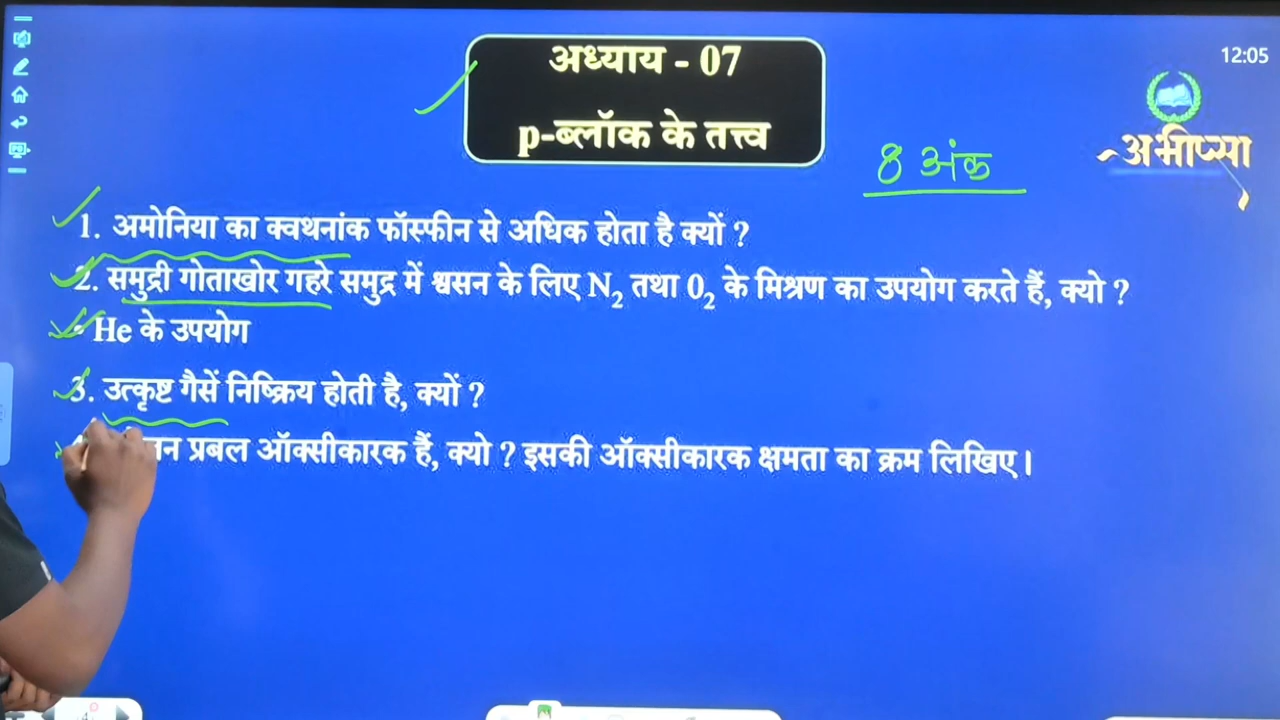 12:05
अध्याय - 07
p-ब्लॉक के तत्त्व
8 अंक
अभीप्सा
1. अमोनिया का क्वथनांक फॉस्फीन से अधिक होता है क्यों ?
2. समुद्री गोताखोर गहरे समुद्र में श्वसन के लिए N₂ तथा 0₂ के मिश्रण का उपयोग करते हैं, क्यो ?
He के उपयोग
3. उत्कृष्ट गैसें निष्क्रिय होती है, क्यों ?
प्रबल ऑक्सीकारक हैं, क्यो ? इसकी ऑक्सीकारक क्षमता का क्रम लिखिए।